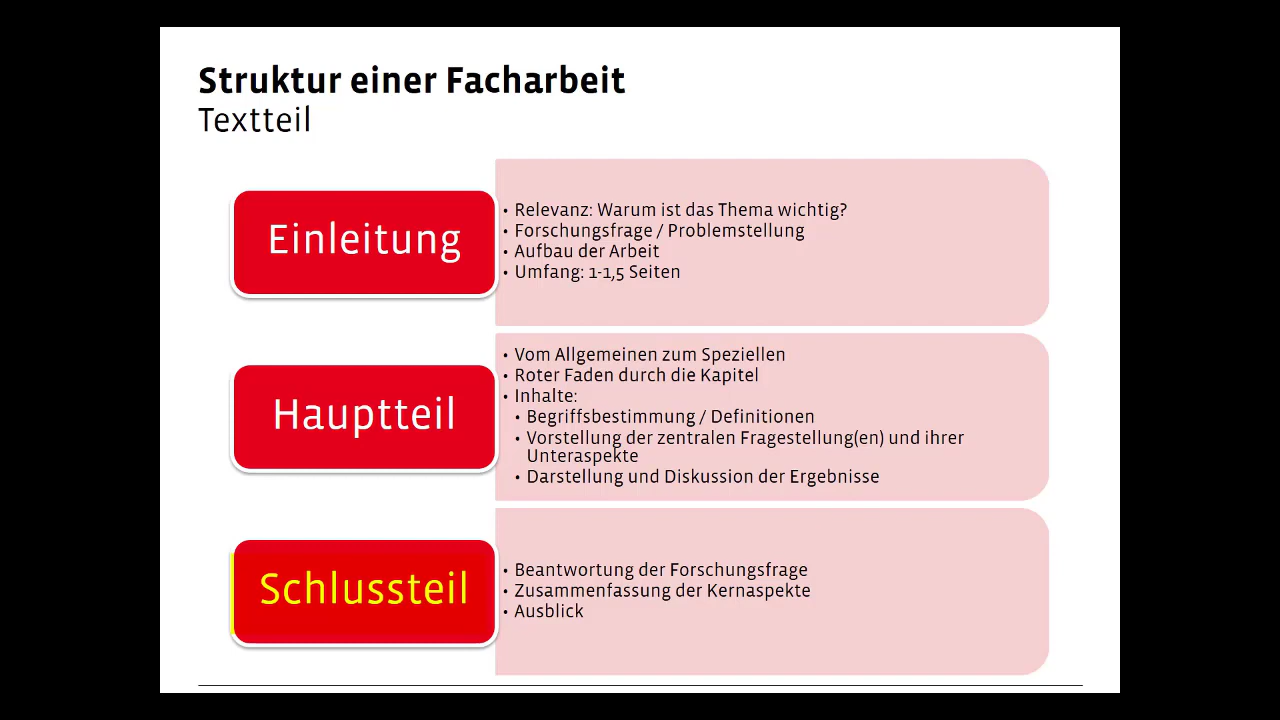 Struktur einer Facharbeit
Textteil
Einleitung
• Relevanz: Warum ist das Thema wichtig?
• Forschungsfrage / Problemstellung
• Aufbau der Arbeit
• Umfang: 1-1,5 Seiten
Hauptteil
• Vom Allgemeinen zum Speziellen
• Roter Faden durch die Kapitel
• Inhalte:
• Begriffsbestimmung / Definitionen
• Vorstellung der zentralen Fragestellung(en) und ihrer
Unteraspekte
• Darstellung und Diskussion der Ergebnisse
Schlussteil
• Beantwortung der Forschungsfrage
• Zusammenfassung der Kernaspekte
• Ausblick